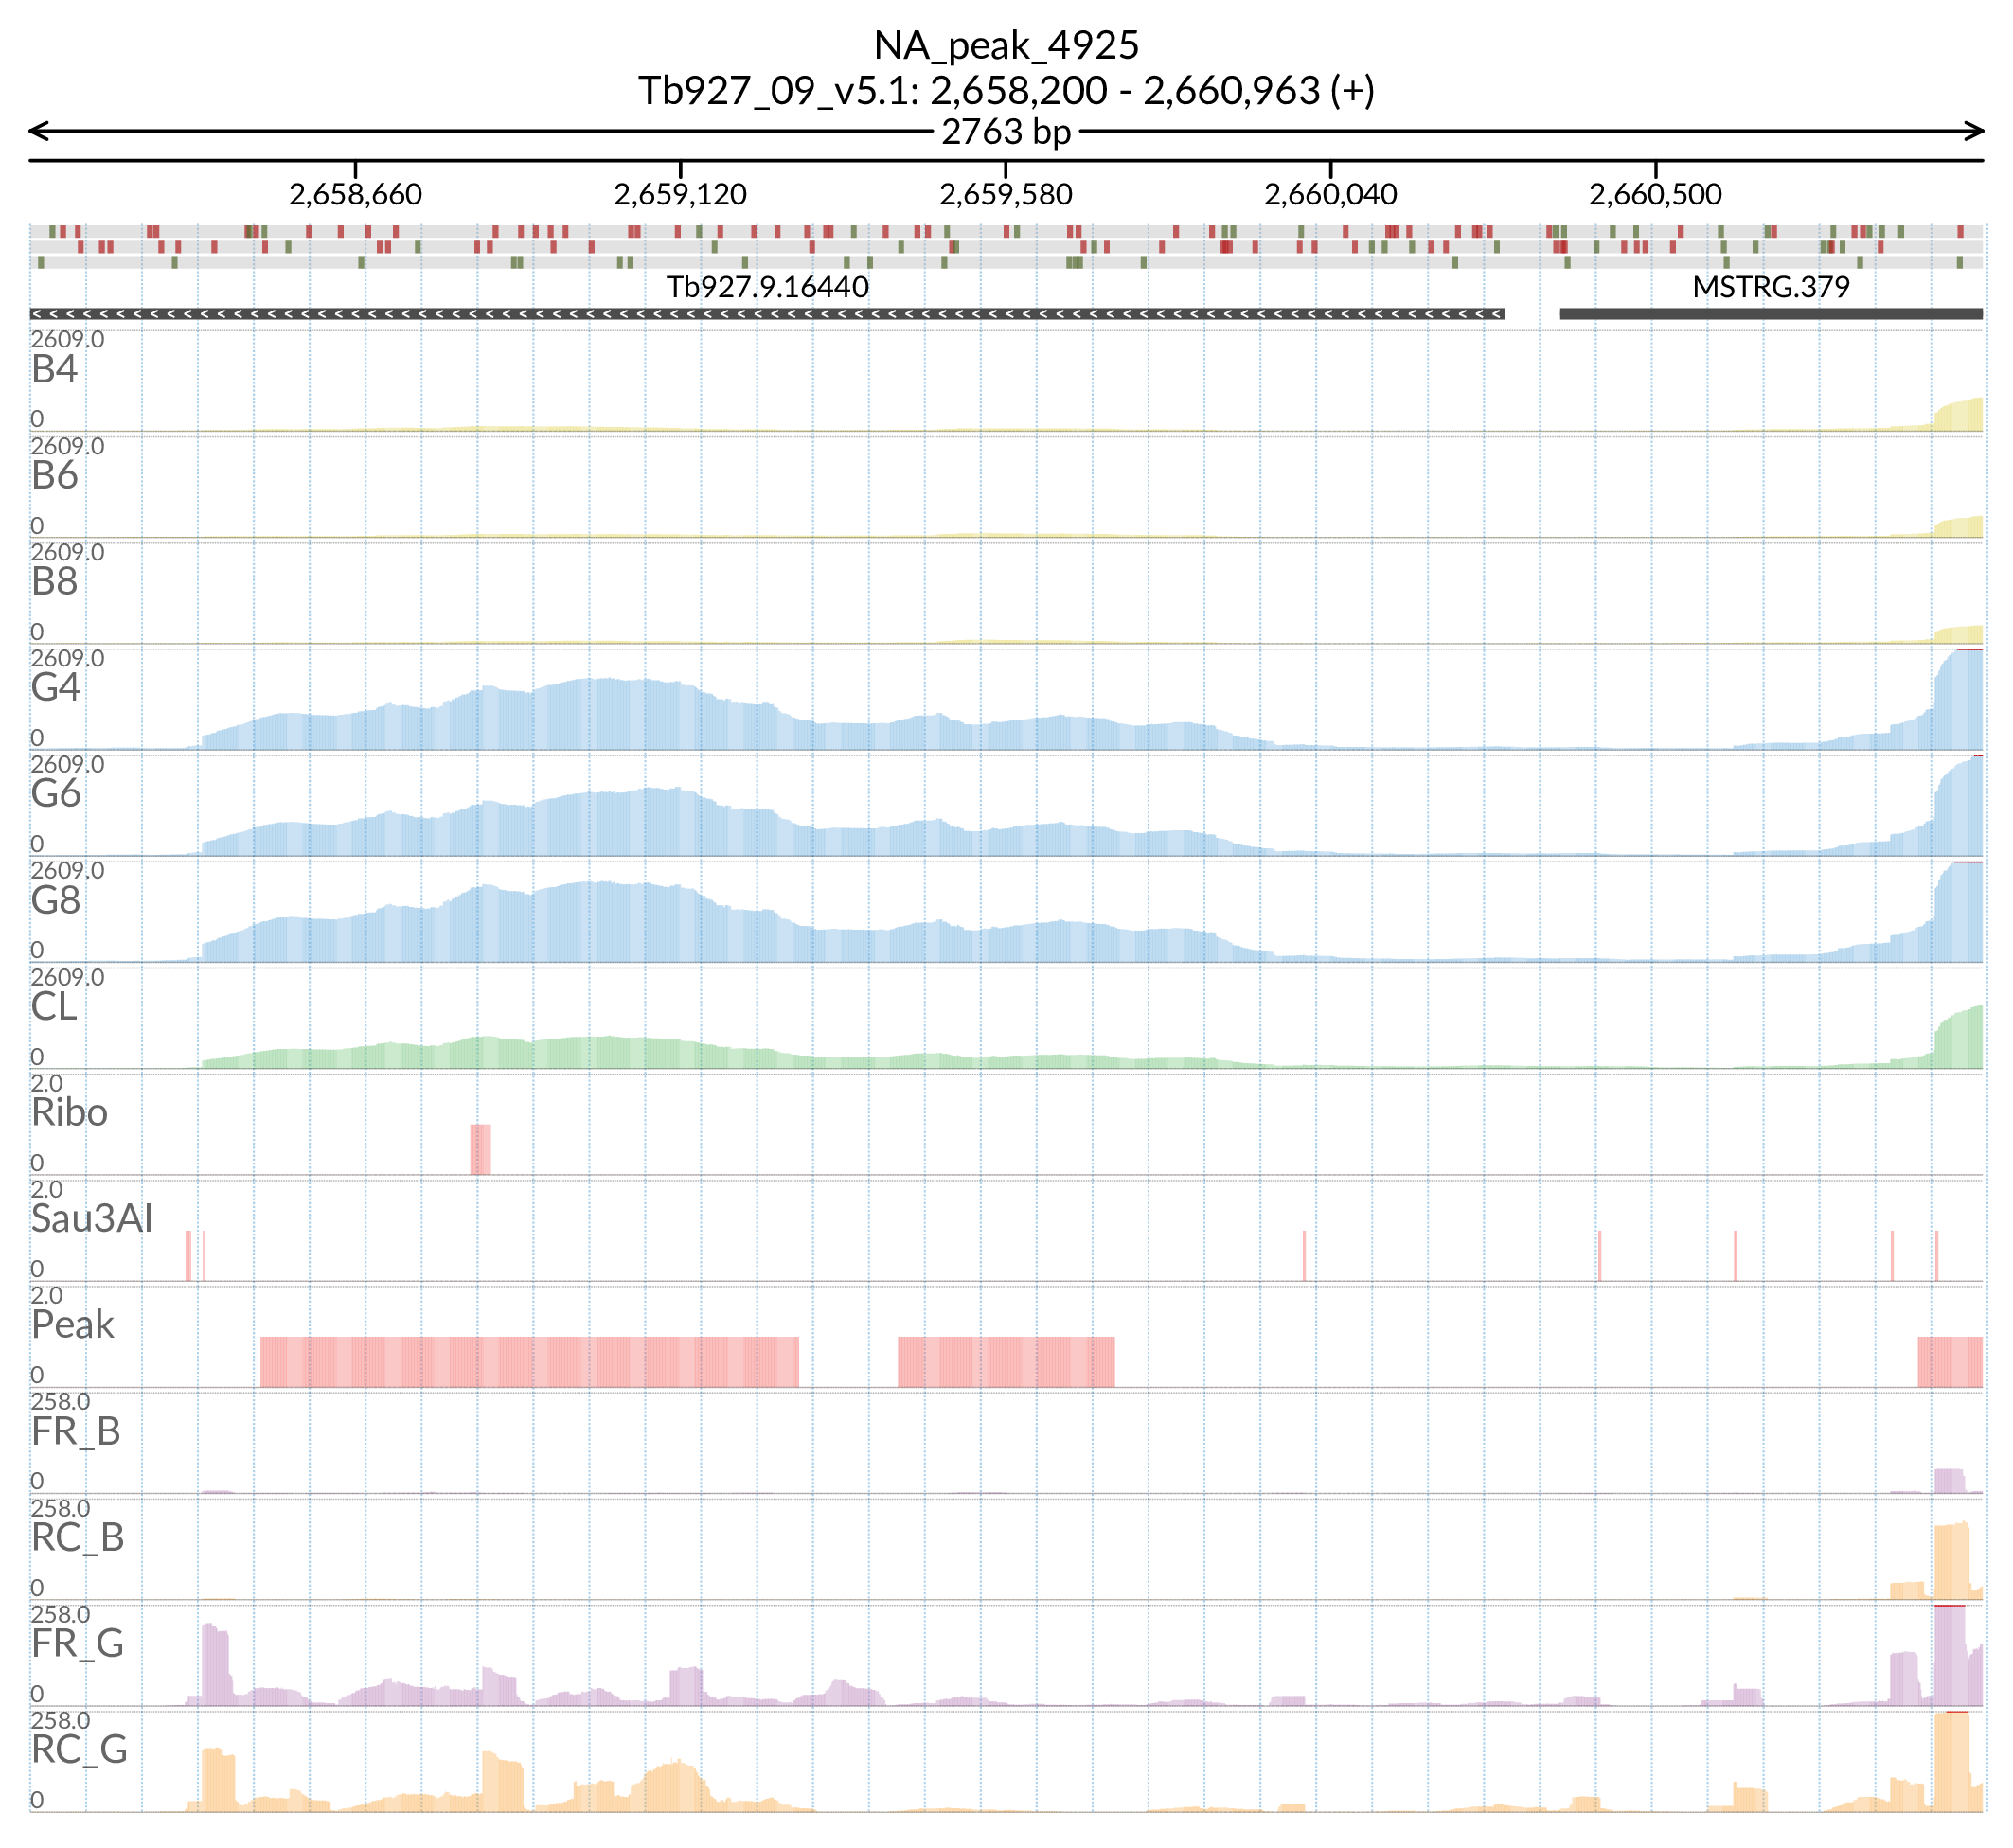 NA_peak_4925
Tb927_09_v5.1: 2,658,200 - 2,660,963 (+)
2763 bp
2,658,660 2,659,120 2,659,580 2,660,040 2,660,500
Tb927.9.16440 MSTRG.379
2609.0
B4
0
2609.0
B6
0
2609.0
B8
0
2609.0
G4
0
2609.0
G6
0
2609.0
G8
0
2609.0
CL
0
2.0
Ribo
0
2.0
Sau3AI
0
2.0
Peak
0
258.0
FR_B
0
258.0
RC_B
0
258.0
FR_G
0
258.0
RC_G
0